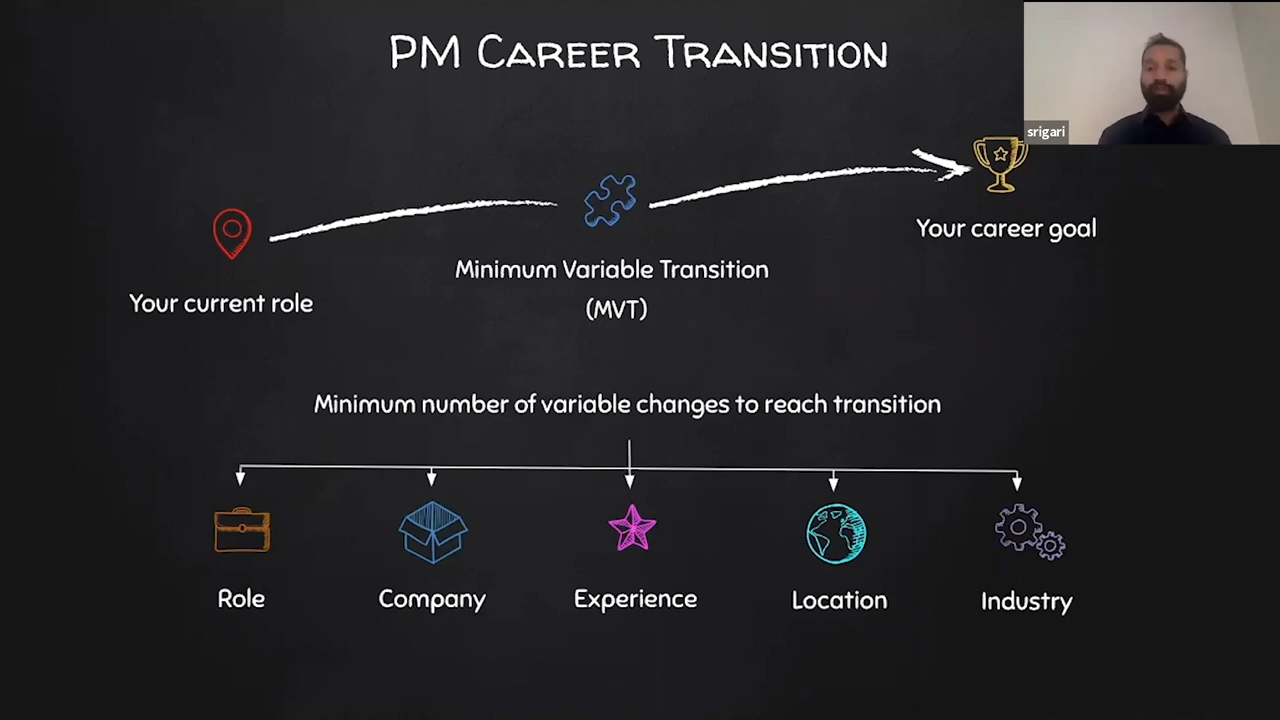 PM Career Transition
srigari
Your career goal
Minimum Variable Transition
(MVT)
Your current role
Minimum number of variable changes to reach transition
Role
Company
Experience
Location
Industry